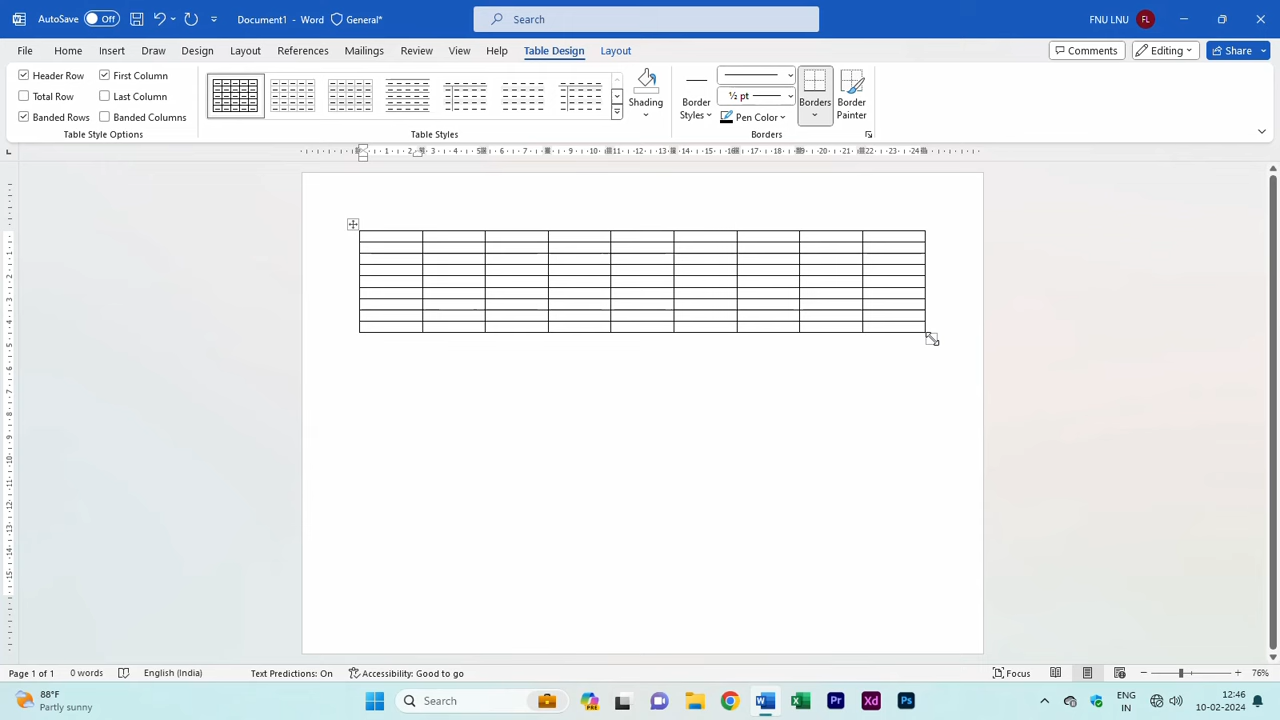 AutoSave Off Document1 - Word General* Search FNU LNU FL
File Home Insert Draw Design Layout References Mailings Review View Help Table Design Layout Comments Editing Share
Header Row First Column
Total Row Last Column
Banded Rows Banded Columns
Table Style Options
Table Styles
Shading
Border
Styles
½ pt
Pen Color
Borders
Border
Painter
Borders
Page 1 of 1 0 words English (India) Text Predictions: On Accessibility: Good to go Focus 76%
88°F
Partly sunny
Search
PRE
Pr Xd Ps
ENG
IN
12:46
10-02-2024